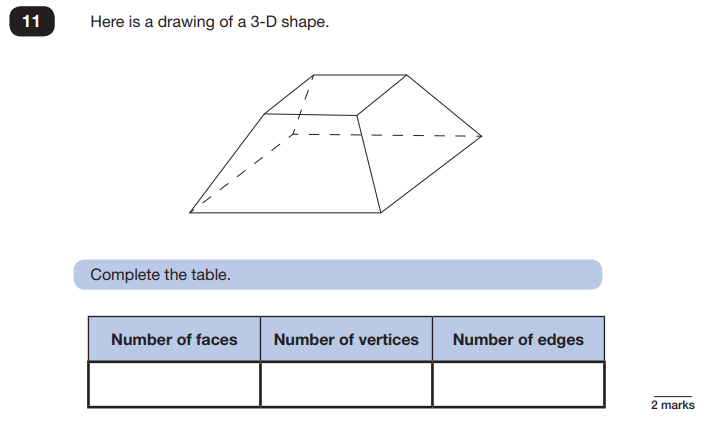 11
Here is a drawing of a 3-D shape.
Complete the table.
Number of faces Number of vertices Number of edges
2 marks